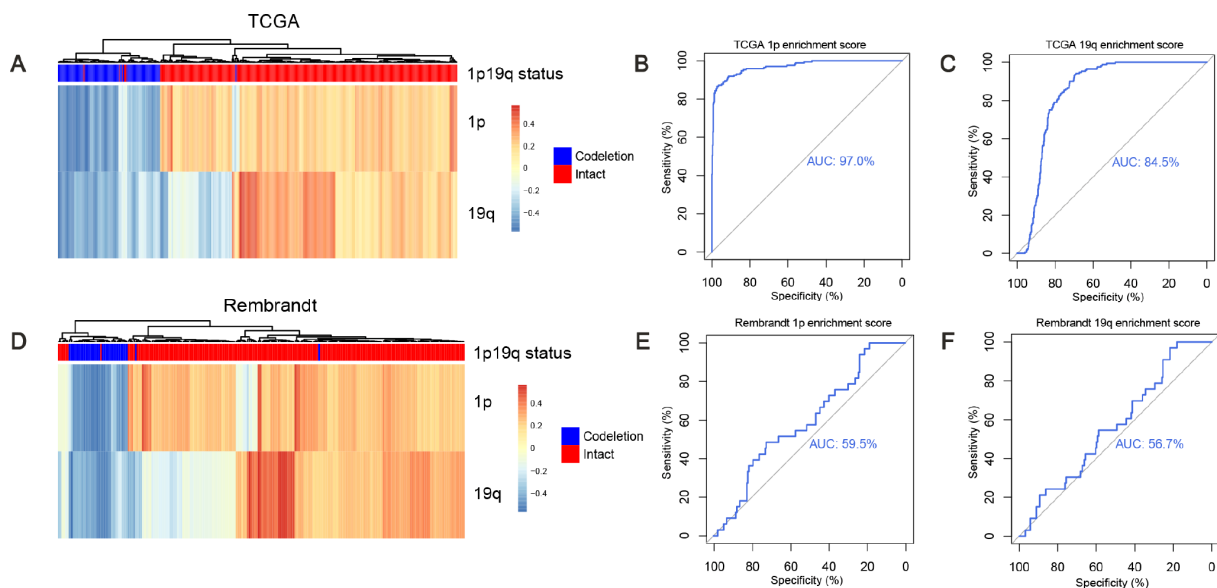 TCGA
A
1p19q status
1p
19q
0.4
0.2
0
−0.2
−0.4
Codeletion
Intact
B
TCGA 1p enrichment score
Sensitivity (%)
100
80
60
40
20
0
AUC: 97.0%
100 80 60 40 20 0
Specificity (%)
C
TCGA 19q enrichment score
Sensitivity (%)
100
80
60
40
20
0
AUC: 84.5%
100 80 60 40 20 0
Specificity (%)
Rembrandt
D
1p19q status
1p
19q
0.4
0.2
0
−0.2
−0.4
Codeletion
Intact
E
Rembrandt 1p enrichment score
Sensitivity (%)
100
80
60
40
20
0
AUC: 59.5%
100 80 60 40 20 0
Specificity (%)
F
Rembrandt 19q enrichment score
Sensitivity (%)
100
80
60
40
20
0
AUC: 56.7%
100 80 60 40 20 0
Specificity (%)